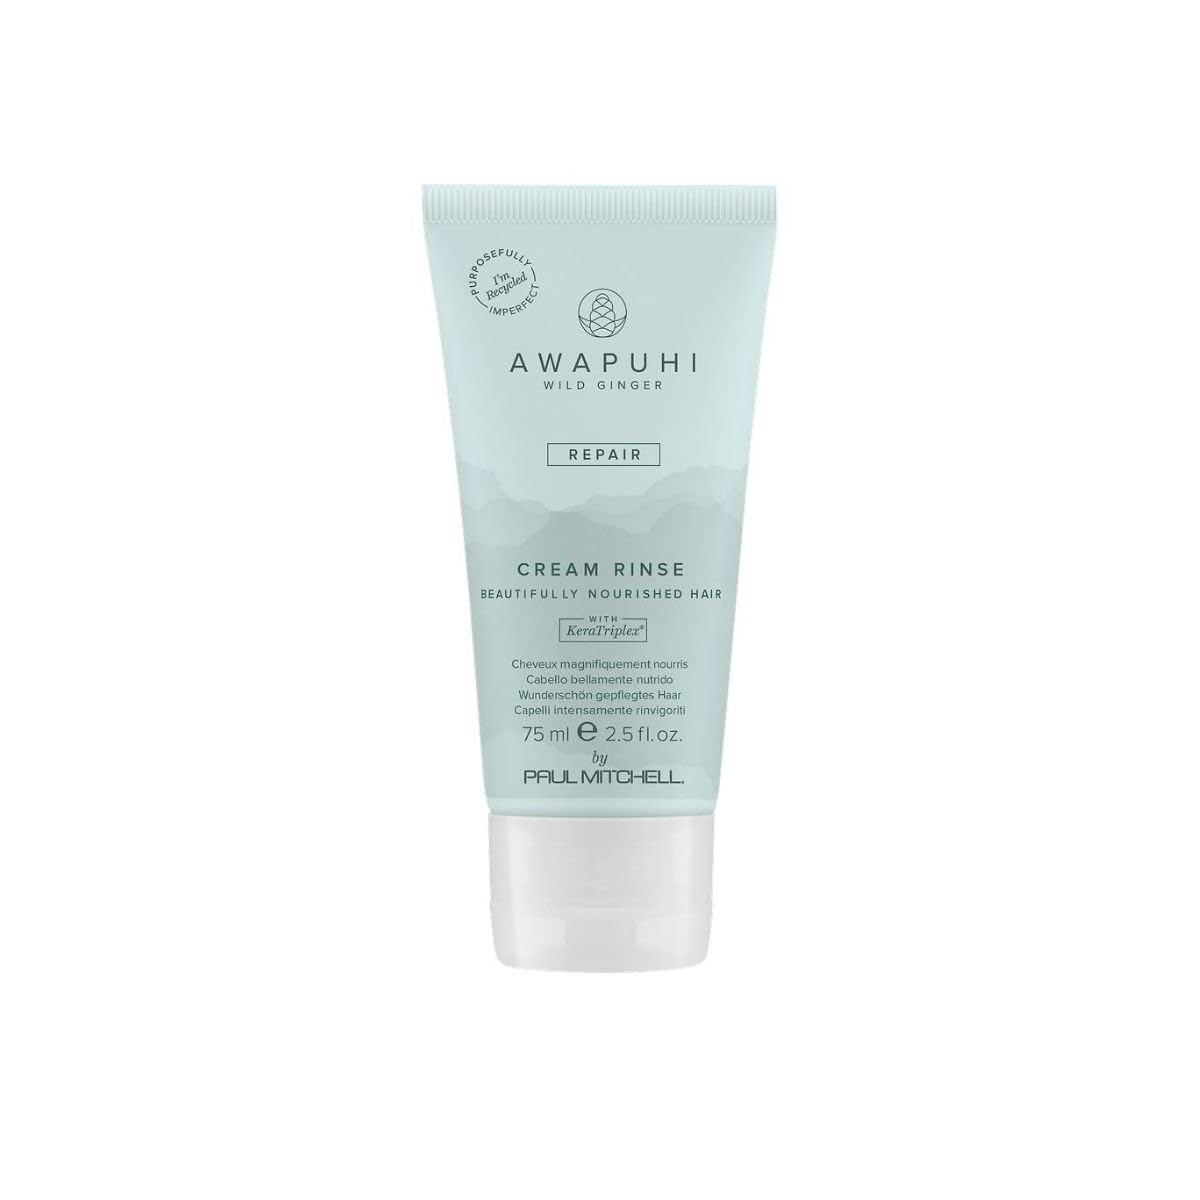 PURPOSEFULLY
I'm
Recycled
IMPERFECT
AWAPUHI
WILD GINGER
REPAIR
CREAM RINSE
BEAUTIFULLY NOURISHED HAIR
WITH
KeraTriplex®
Cheveux magnifiquement nourris
Cabello bellamente nutrido
Wunderschön gepflegtes Haar
Capelli intensamente rinvigoriti
75 ml e 2.5 fl. oz.
by
PAUL MITCHELL.